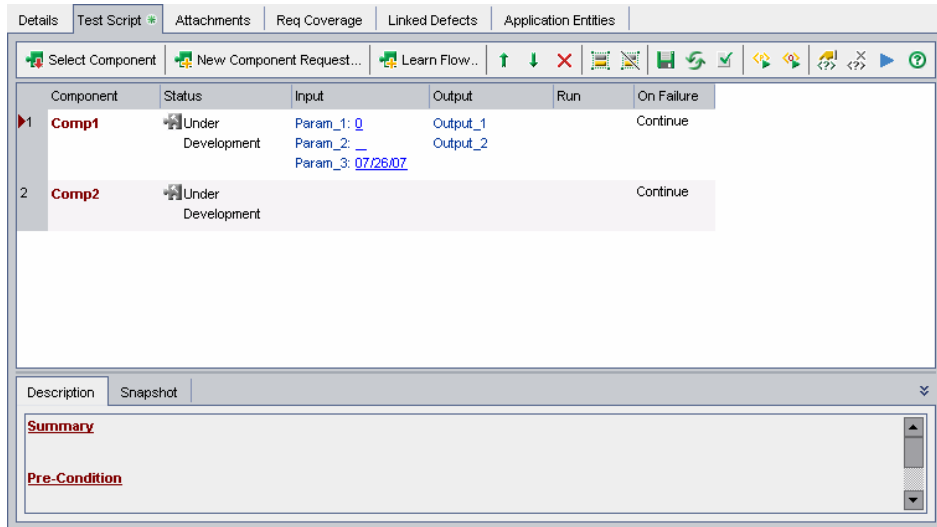 Details Test Script * Attachments Req Coverage Linked Defects Application Entities
Select Component New Component Request... Learn Flow..
Component Status Input Output Run On Failure
1 Comp1 Under Param_1: 0 Output_1 Continue
Development Param_2: __ Output_2
Param_3: 07/26/07
2 Comp2 Under Continue
Development
Description Snapshot
Summary
Pre-Condition